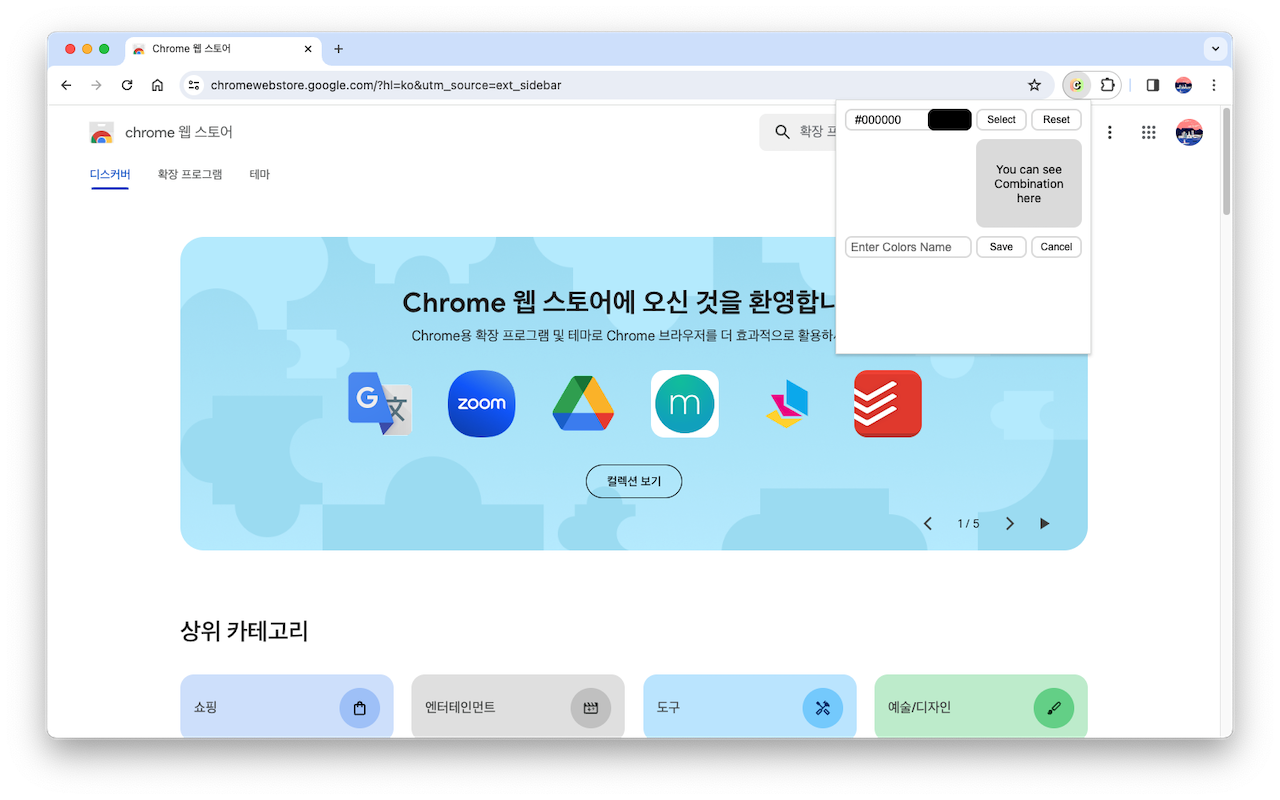 Chrome 웹 스토어
chromewebstore.google.com/?hl=ko&utm_source=ext_sidebar
chrome 웹 스토어
확장 프
#000000
Select
Reset
디스커버
확장 프로그램
테마
You can see
Combination
here
Enter Colors Name
Save
Cancel
Chrome 웹 스토어에 오신 것을 환영합니
Chrome용 확장 프로그램 및 테마로 Chrome 브라우저를 더 효과적으로 활용하
G
文
zoom
m
컬렉션 보기
1 / 5
상위 카테고리
쇼핑
엔터테인먼트
도구
예술/디자인